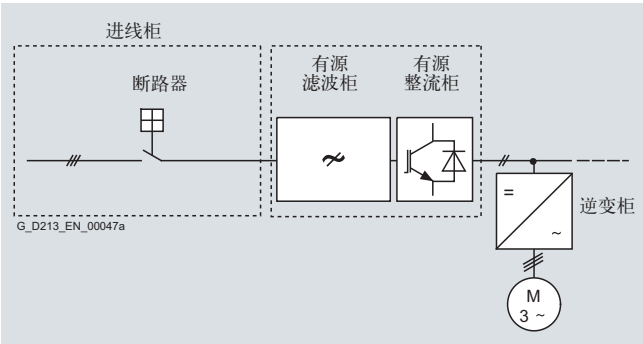 进线柜
断路器
有源
滤波柜
有源
整流柜
G_D213_EN_00047a
=
~
逆变柜
M
3 ~